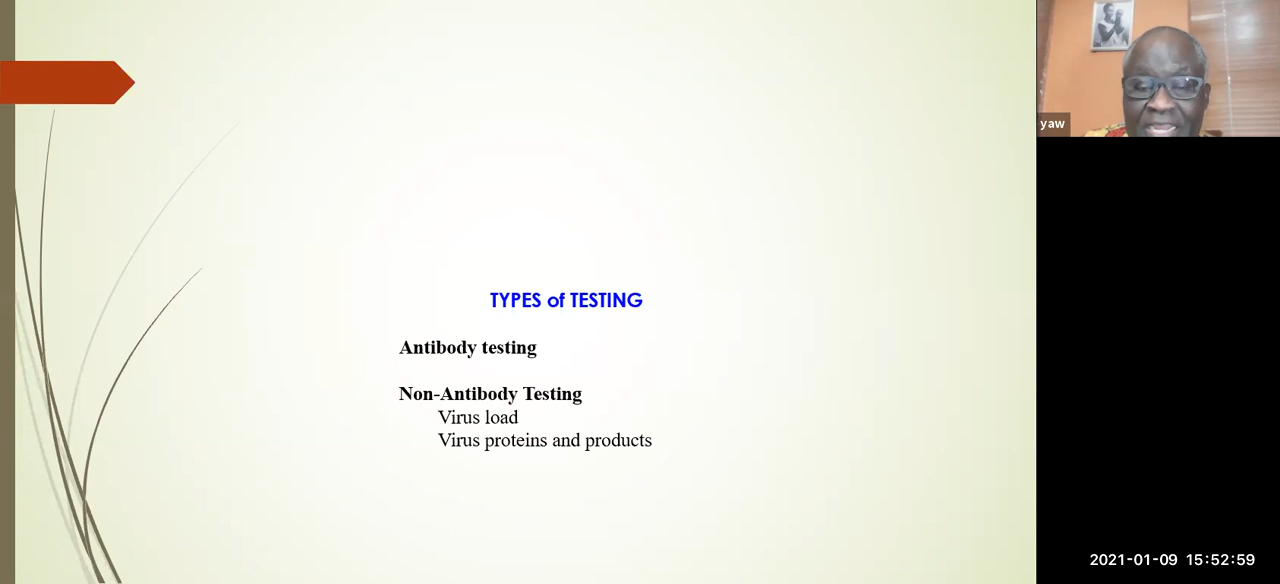 TYPES of TESTING
Antibody testing
Non-Antibody Testing
Virus load
Virus proteins and products
yaw
2021-01-09 15:52:59